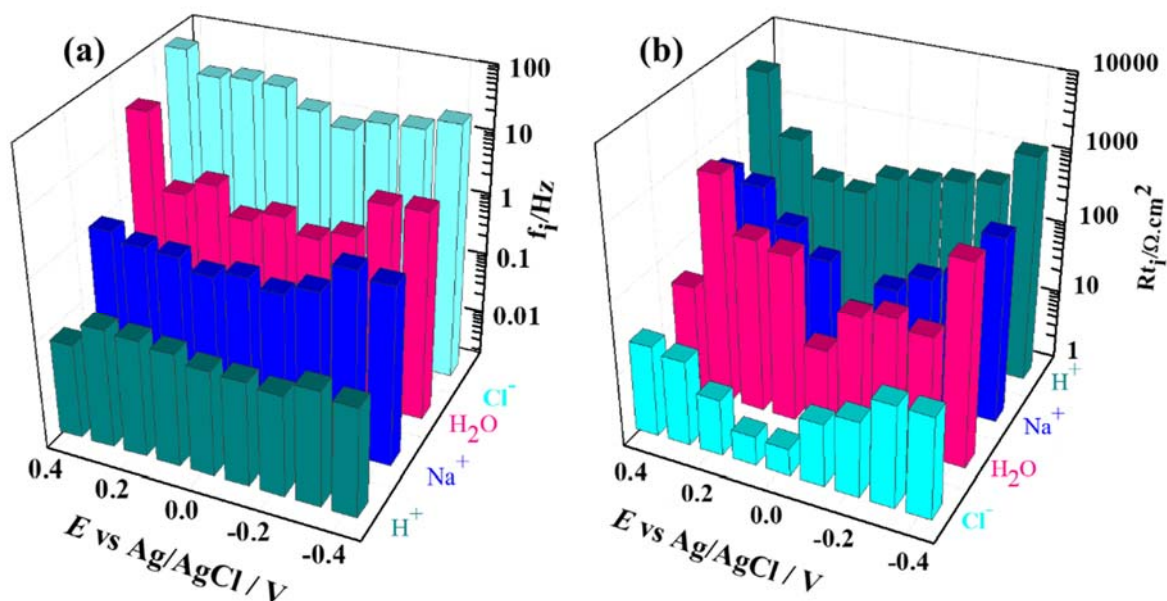 (a)
100
10
1
0.1
0.01
f_i/Hz
Cl⁻
H₂O
Na⁺
H⁺
0.4
0.2
0.0
-0.2
-0.4
E vs Ag/AgCl / V
(b)
10000
1000
100
10
1
Rt_i/Ω.cm²
H⁺
Na⁺
H₂O
Cl⁻
0.4
0.2
0.0
-0.2
-0.4
E vs Ag/AgCl / V